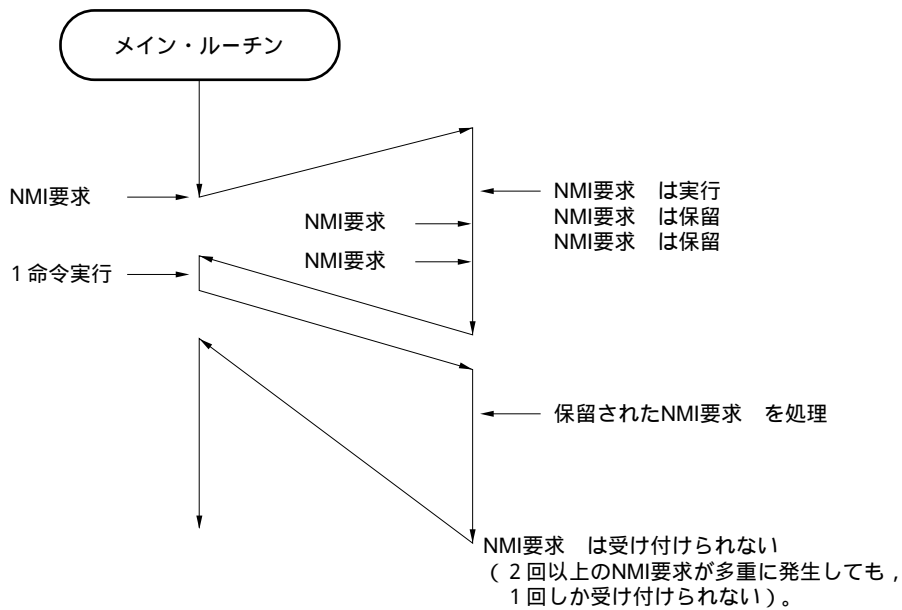 メイン・ルーチン
NMI要求
NMI要求 は実行
NMI要求 は保留
NMI要求 は保留
NMI要求
NMI要求
1命令実行
保留されたNMI要求 を処理
NMI要求 は受け付けられない
(2回以上のNMI要求が多重に発生しても,
1回しか受け付けられない)。